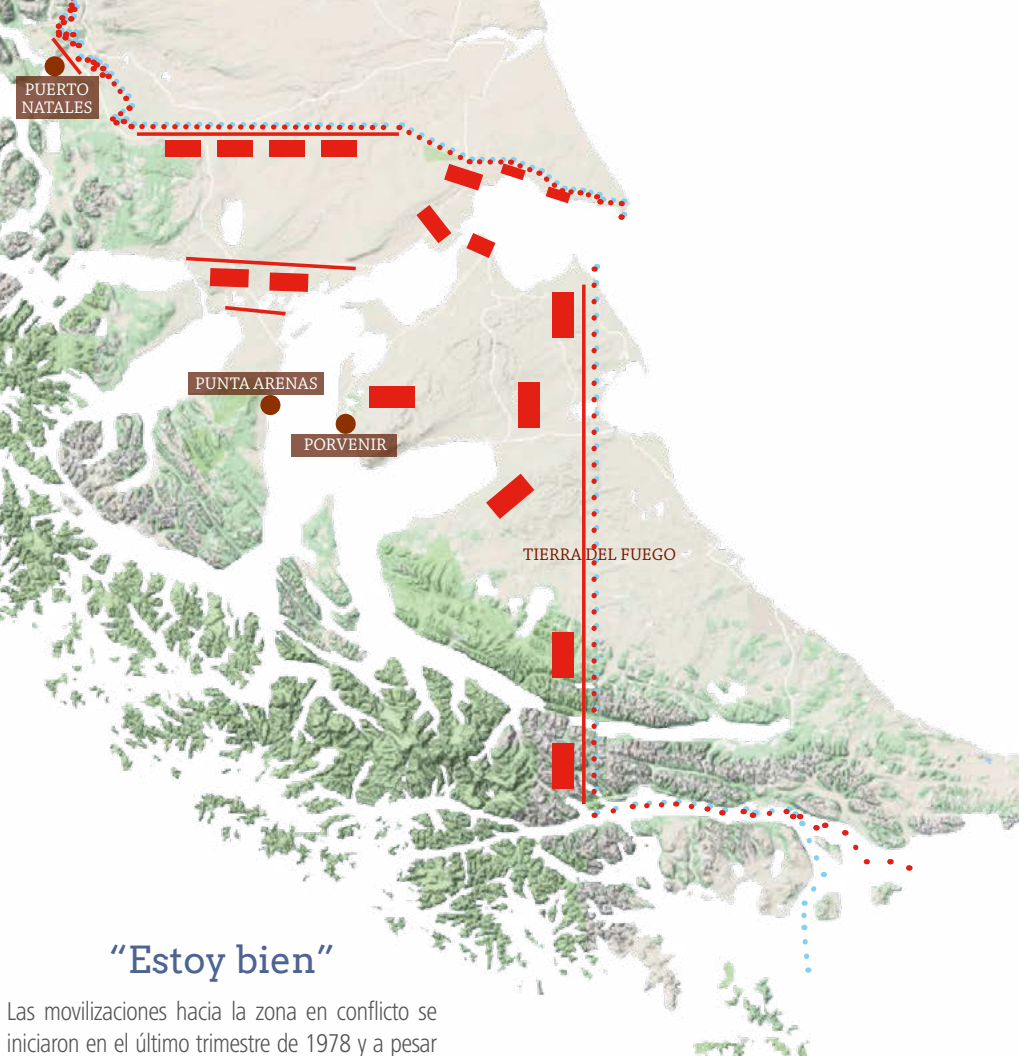 PUERTO
NATALES
PUNTA ARENAS
PORVENIR
TIERRA DEL FUEGO
“Estoy bien”
Las movilizaciones hacia la zona en conflicto se
iniciaron en el último trimestre de 1978 y a pesar